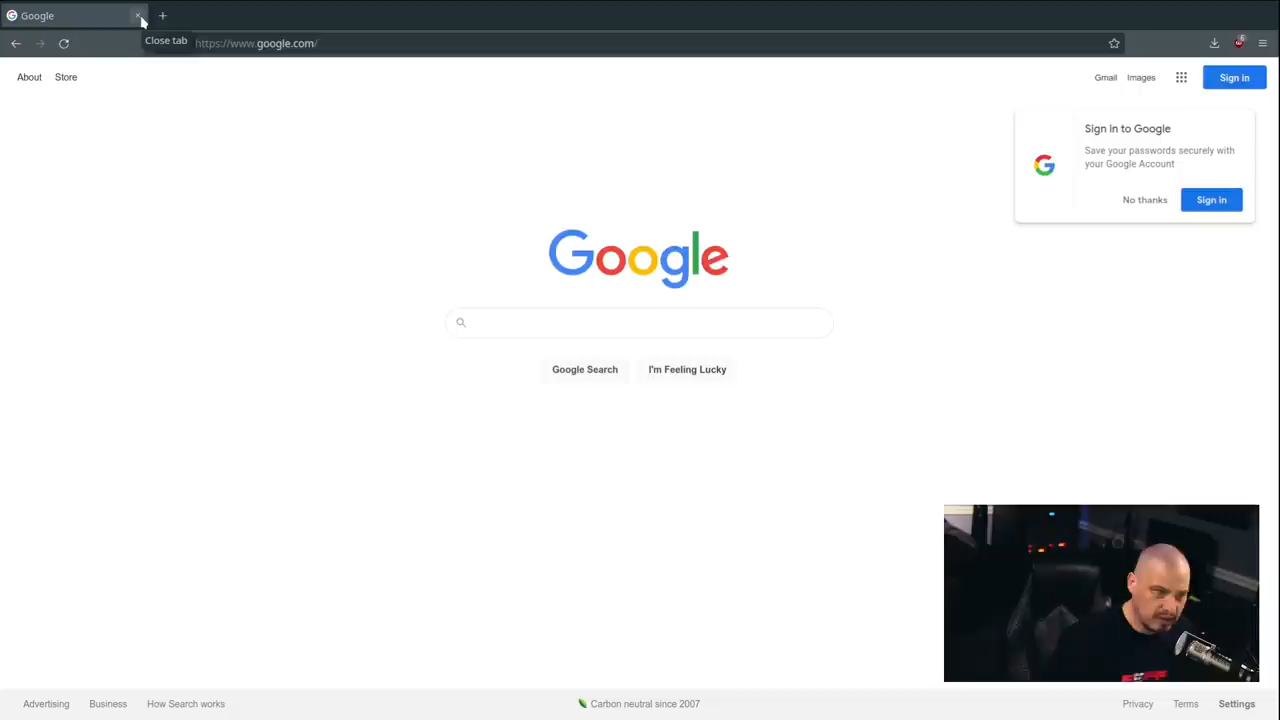 Google
Close tab
https://www.google.com/
About
Store
Gmail
Images
Sign in
Sign in to Google
Save your passwords securely with
your Google Account
No thanks
Sign in
Google
Google Search
I'm Feeling Lucky
Advertising
Business
How Search works
Carbon neutral since 2007
Privacy
Terms
Settings